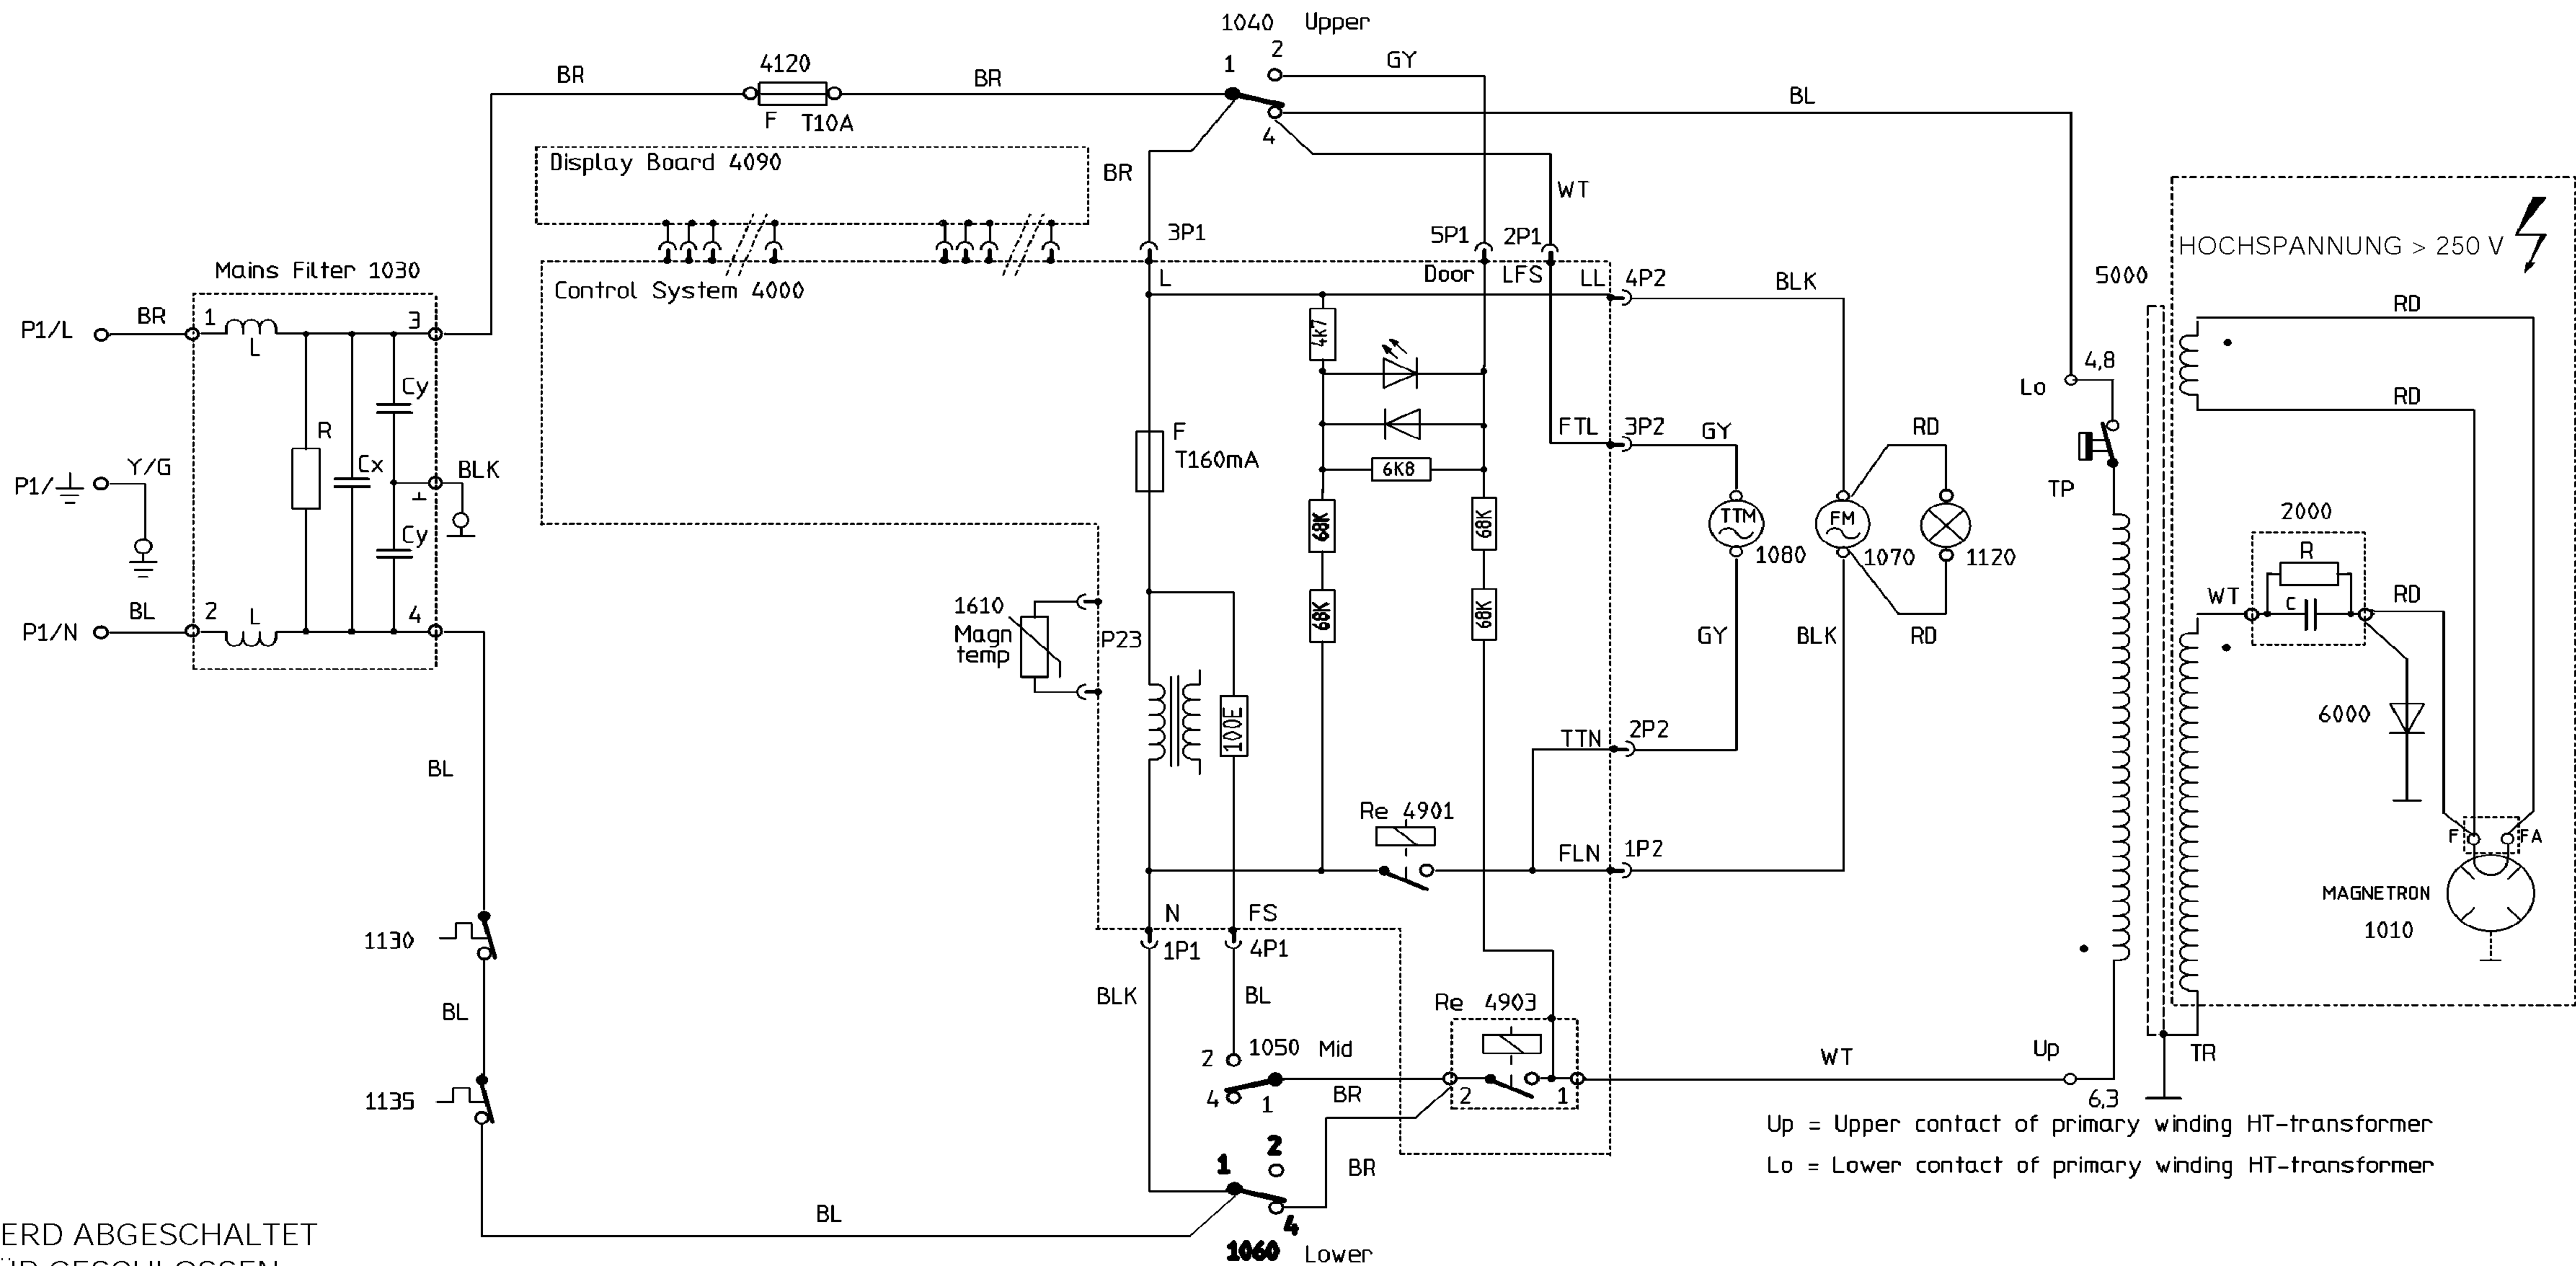 1040 Upper
1 2 GY
BR 4120 BR
F T10A
4 BL
Display Board 4090
BR
WT
3P1 5P1 2P1
L Door LFS LL 4P2 BLK
Control System 4000
Mains Filter 1030
P1/L BR 1 L 3
Cy
R Cx
P1/ Y/G BLK
Cy
P1/N BL 2 L 4
4k7
6K8
68K 68K
68K 68K
F
T160mA
FTL 3P2 GY RD
TTM FM
1080 1070 1120
GY BLK RD
1610
Magn
temp
P23
100E
TTN 2P2
Re 4901
FLN 1P2
N FS
1P1 4P1
BLK BL
2 1050 Mid
4 1 BR
Re 4903
2 1
WT Up
6,3
BL
1130
BL
1135
BL
1 2
BR
4
1060 Lower
HOCHSPANNUNG > 250 V
5000
RD
4,8
Lo
RD
TP
2000
R
WT C RD
6000
F FA
MAGNETRON
1010
TR
Up = Upper contact of primary winding HT-transformer
Lo = Lower contact of primary winding HT-transformer
ERD ABGESCHALTET
ÜR GESCHLOSSEN